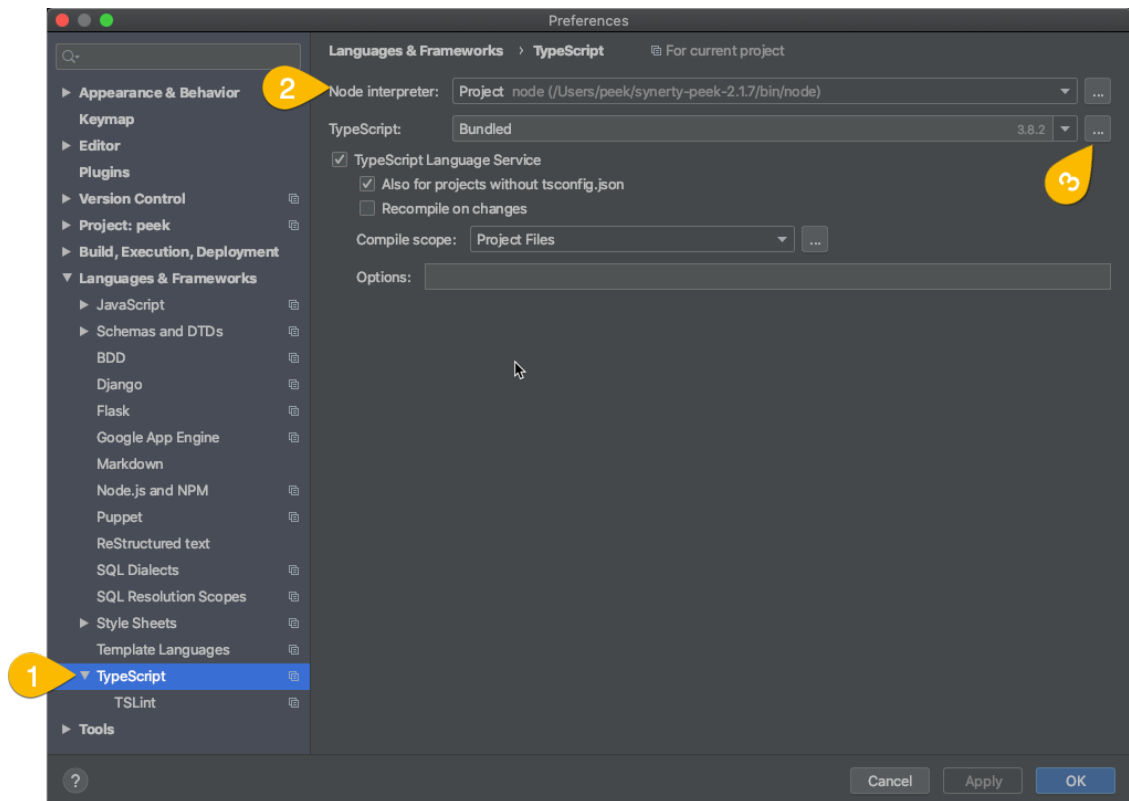 Preferences
Languages & Frameworks › TypeScript For current project
Appearance & Behavior
Keymap
Editor
Plugins
Version Control
Project: peek
Build, Execution, Deployment
Languages & Frameworks
JavaScript
Schemas and DTDs
BDD
Django
Flask
Google App Engine
Markdown
Node.js and NPM
Puppet
ReStructured text
SQL Dialects
SQL Resolution Scopes
Style Sheets
Template Languages
1 TypeScript
TSLint
Tools
2 Node interpreter: Project node (/Users/peek/synerty-peek-2.1.7/bin/node) ...
TypeScript: Bundled 3.8.2 ...
3
TypeScript Language Service
Also for projects without tsconfig.json
Recompile on changes
Compile scope: Project Files ...
Options:
? Cancel Apply OK